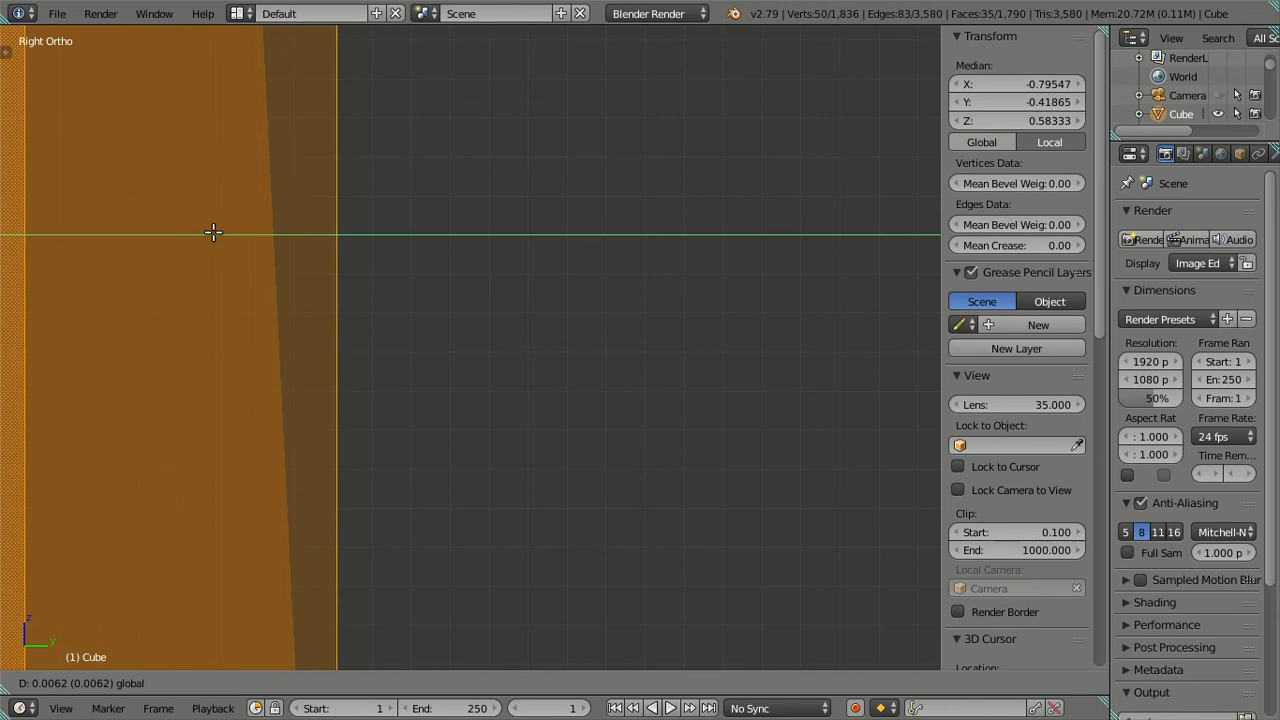 File Render Window Help Default Scene Blender Render v2.79 | Verts:50/1,836 | Edges:83/3,580 | Faces:35/1,790 | Tris:3,580 | Mem:20.72M (0.11M) | Cube
Right Ortho
Transform
Median:
X: -0.79547
Y: -0.41865
Z: 0.58333
Global Local
Vertices Data:
Mean Bevel Weig: 0.00
Edges Data:
Mean Bevel Weig: 0.00
Mean Crease: 0.00
Grease Pencil Layers
Scene Object
New
New Layer
View
Lens: 35.000
Lock to Object:
Lock to Cursor
Lock Camera to View
Clip:
Start: 0.100
End: 1000.000
Local Camera:
Camera
Render Border
3D Cursor
Location:
View Search All Sc
RenderL
World
Camera
Cube
Scene
Render
Rende Anima Audio
Display Image Ed
Dimensions
Render Presets
Resolution: Frame Ran
1920 p Start: 1
1080 p En: 250
50% Fram: 1
Aspect Rat Frame Rate:
: 1.000 24 fps
: 1.000 Time Rem...
Anti-Aliasing
5 8 11 16 Mitchell-N
Full Sam 1.000 p
Sampled Motion Blur
Shading
Performance
Post Processing
Metadata
Output
z
y
(1) Cube
D: 0.0062 (0.0062) global
View Marker Frame Playback Start: 1 End: 250 1 No Sync